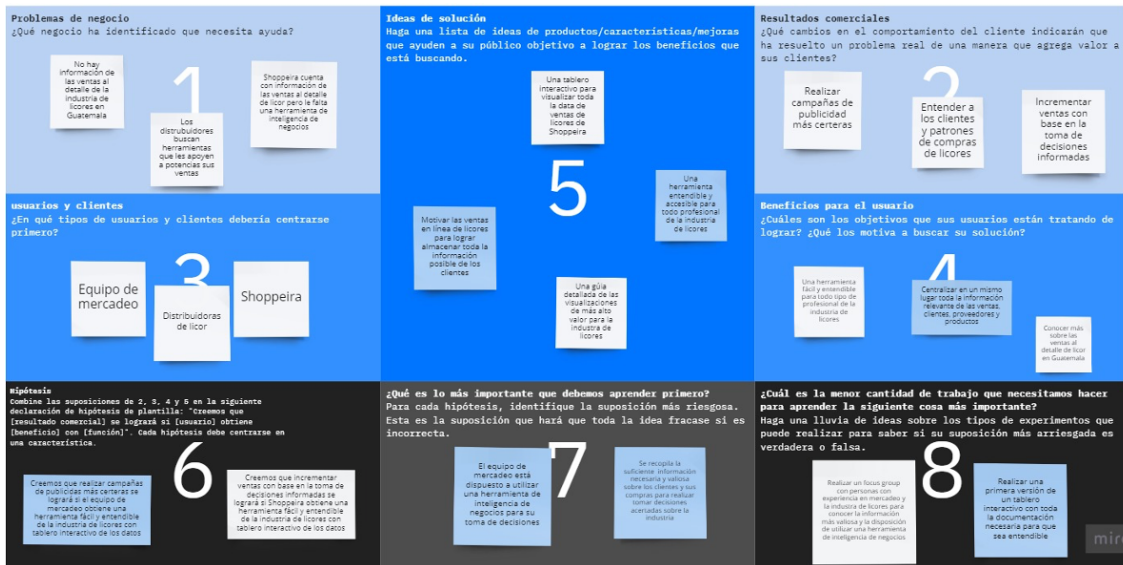 Problemas de negocio
¿Qué negocio ha identificado que necesita ayuda?
1
No hay
información de
las ventas al
detalle de la
industria de
licores en
Guatemala
Los
distrubuidores
buscan
herramientas
que les apoyen
a potencias sus
ventas
Shoppeira cuenta
con información
de las ventas al
detalle de licor
pero le falta
una herramienta
de inteligencia de
negocios
Ideas de solución
Haga una lista de ideas de productos/características/mejoras
que ayuden a su público objetivo a lograr los beneficios que
está buscando.
5
Una tablero
interactivo para
visualizar toda
la data de
ventas de
licores de
Shoppeira
Una
herramienta
entendible y
accesible para
todo profesional
de la industria
de licores
Motivar las ventas
en línea de licores
para lograr
almacenar toda la
información
posible de los
clientes
Una gúia
detallada de las
visualizaciones
de más alto
valor para la
industra de
licores
Resultados comerciales
¿Qué cambios en el comportamiento del cliente indicarán que
ha resuelto un problema real de una manera que agrega valor a
sus clientes?
2
Realizar
campañas de
publicidad
más certeras
Entender a
los clientes
y patrones
de compras
de licores
Incrementar
ventas con
base en la
toma de
decisiones
informadas
usuarios y clientes
¿En qué tipos de usuarios y clientes debería centrarse
primero?
3
Equipo de
mercadeo
Distribuidoras
de licor
Shoppeira
Beneficios para el usuario
¿Cuáles son los objetivos que sus usuarios están tratando de
lograr? ¿Qué los motiva a buscar su solución?
4
Una herramienta
fácil y entendible
para todo tipo de
profesional de la
industria de
licores
Centralizar en un mismo
lugar toda la información
relevante de las ventas,
clientes, proveedores y
productos
Conocer más
sobre las
ventas al
detalle de licor
en Guatemala
Hipótesis
Combine las suposiciones de 2, 3, 4 y 5 en la siguiente
declaración de hipótesis de plantilla: "Creemos que
[resultado comercial] se logrará si [usuario] obtiene
[beneficio] con [función]". Cada hipótesis debe centrarse en
una característica.
6
Creemos que realizar campañas
de publicidas más certeras se
logrará si el equipo de
mercadeo obtiene una
herramienta fácil y entendible
de la industria de licores con
tablero interactivo de los datos
Creemos que incrementar
ventas con base en la toma de
decisiones informadas se
logrará si Shoppeira obtiene una
herramienta fácil y entendible
de la industria de licores con
tablero interactivo de los datos
¿Qué es lo más importante que debemos aprender primero?
Para cada hipótesis, identifique la suposición más riesgosa.
Esta es la suposición que hará que toda la idea fracase si es
incorrecta.
7
El equipo de
mercadeo está
dispuesto a utilizar
una herramienta de
inteligencia de
negocios para su
toma de decisiones
Se recopila la
suficiente información
necesaria y valiosa
sobre los clientes y sus
compras para realizar
tomar decisiones
acertadas sobre la
industria
¿Cuál es la menor cantidad de trabajo que necesitamos hacer
para aprender la siguiente cosa más importante?
Haga una lluvia de ideas sobre los tipos de experimentos que
puede realizar para saber si su suposición más arriesgada es
verdadera o falsa.
8
Realizar un focus group
con personas con
experiencia en mercadeo y
la industria de licores para
conocer la información
más valiosa y la disposición
de utilizar una herramienta
de inteligencia de negocios
Realizar una
primera versión de
un tablero
interactivo con toda
la documentación
necesaria para que
sea entendible
miro